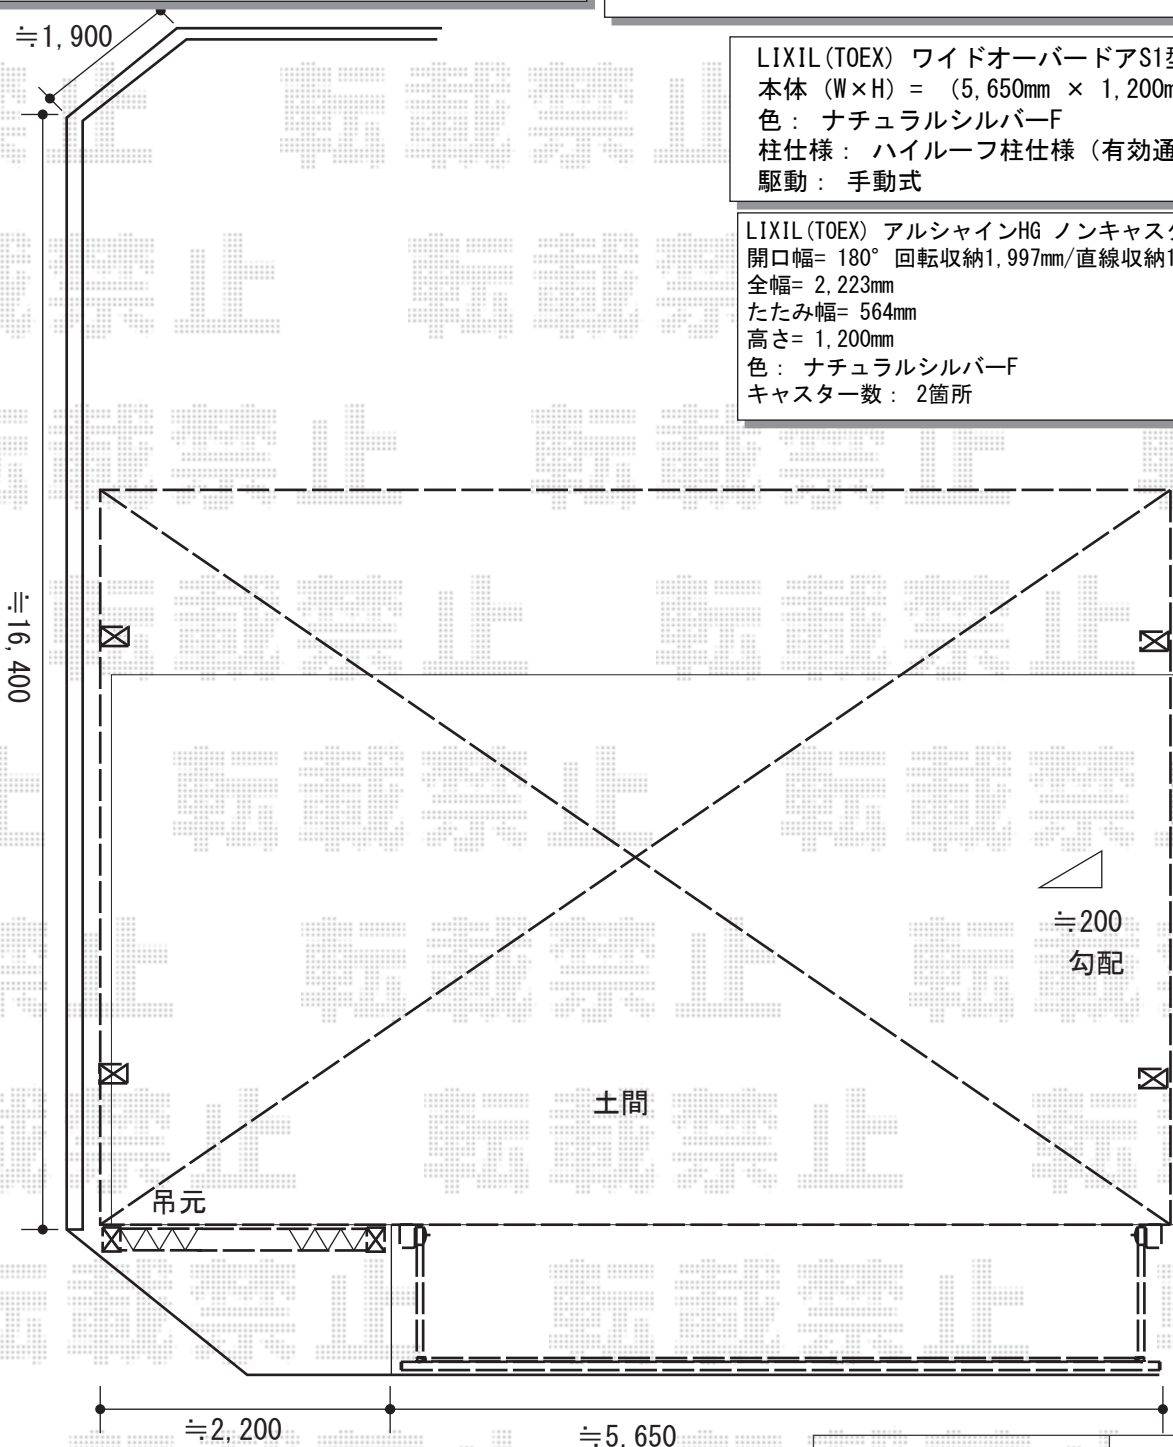 ≒1,900
LIXIL(TOEX) ワイドオーバードアS1型
本体 (W×H) = (5,650mm × 1,200m
色： ナチュラルシルバーF
柱仕様： ハイルーフ柱仕様（有効通
駆動： 手動式
LIXIL(TOEX) アルシャインHG ノンキャスタ
開口幅= 180° 回転収納1,997mm/直線収納1
全幅= 2,223mm
たたみ幅= 564mm
高さ= 1,200mm
色： ナチュラルシルバーF
キャスター数： 2箇所
≒16,400
≒200
勾配
土間
吊元
≒2,200
≒5,650
転載禁止